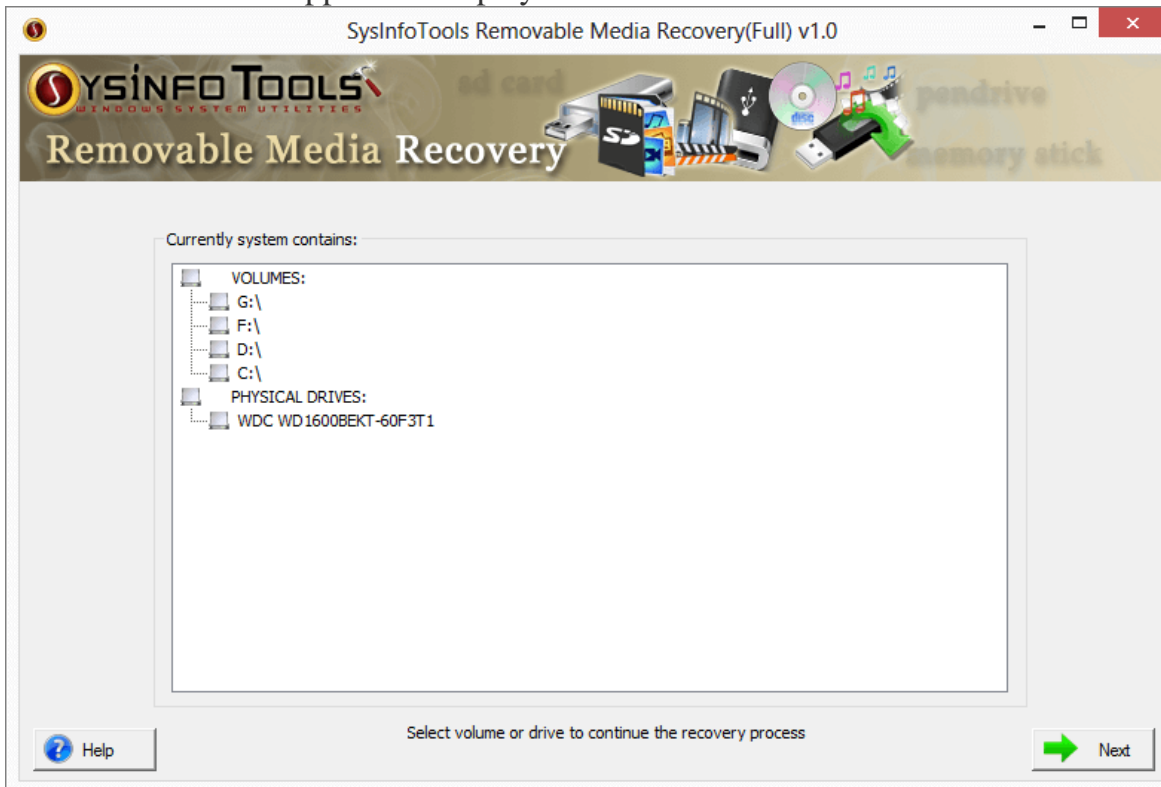 SysInfoTools Removable Media Recovery(Full) v1.0
SYSINFO TOOLS
WINDOWS SYSTEM UTILITIES
sd card
pendrive
Removable Media Recovery
memory stick
SD
disc
Currently system contains:
VOLUMES:
G:\
F:\
D:\
C:\
PHYSICAL DRIVES:
WDC WD1600BEKT-60F3T1
Select volume or drive to continue the recovery process
Help
Next